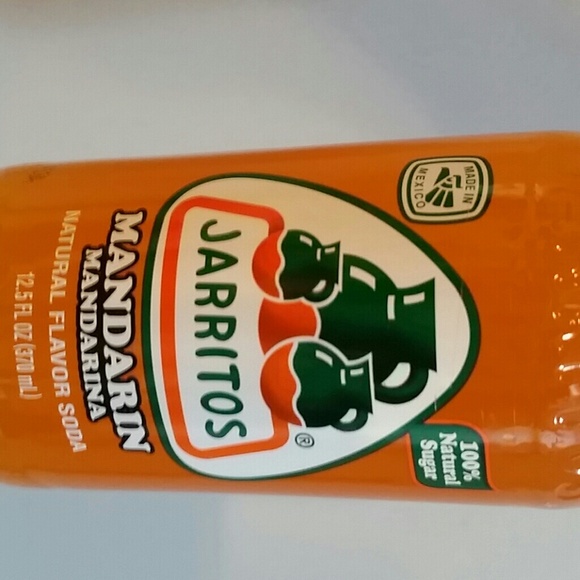 MADE IN
MEXICO
100%
Natural
Sugar
JARRITOS®
MANDARIN
MANDARINA
NATURAL FLAVOR SODA
12.5 FL OZ (370 mL)